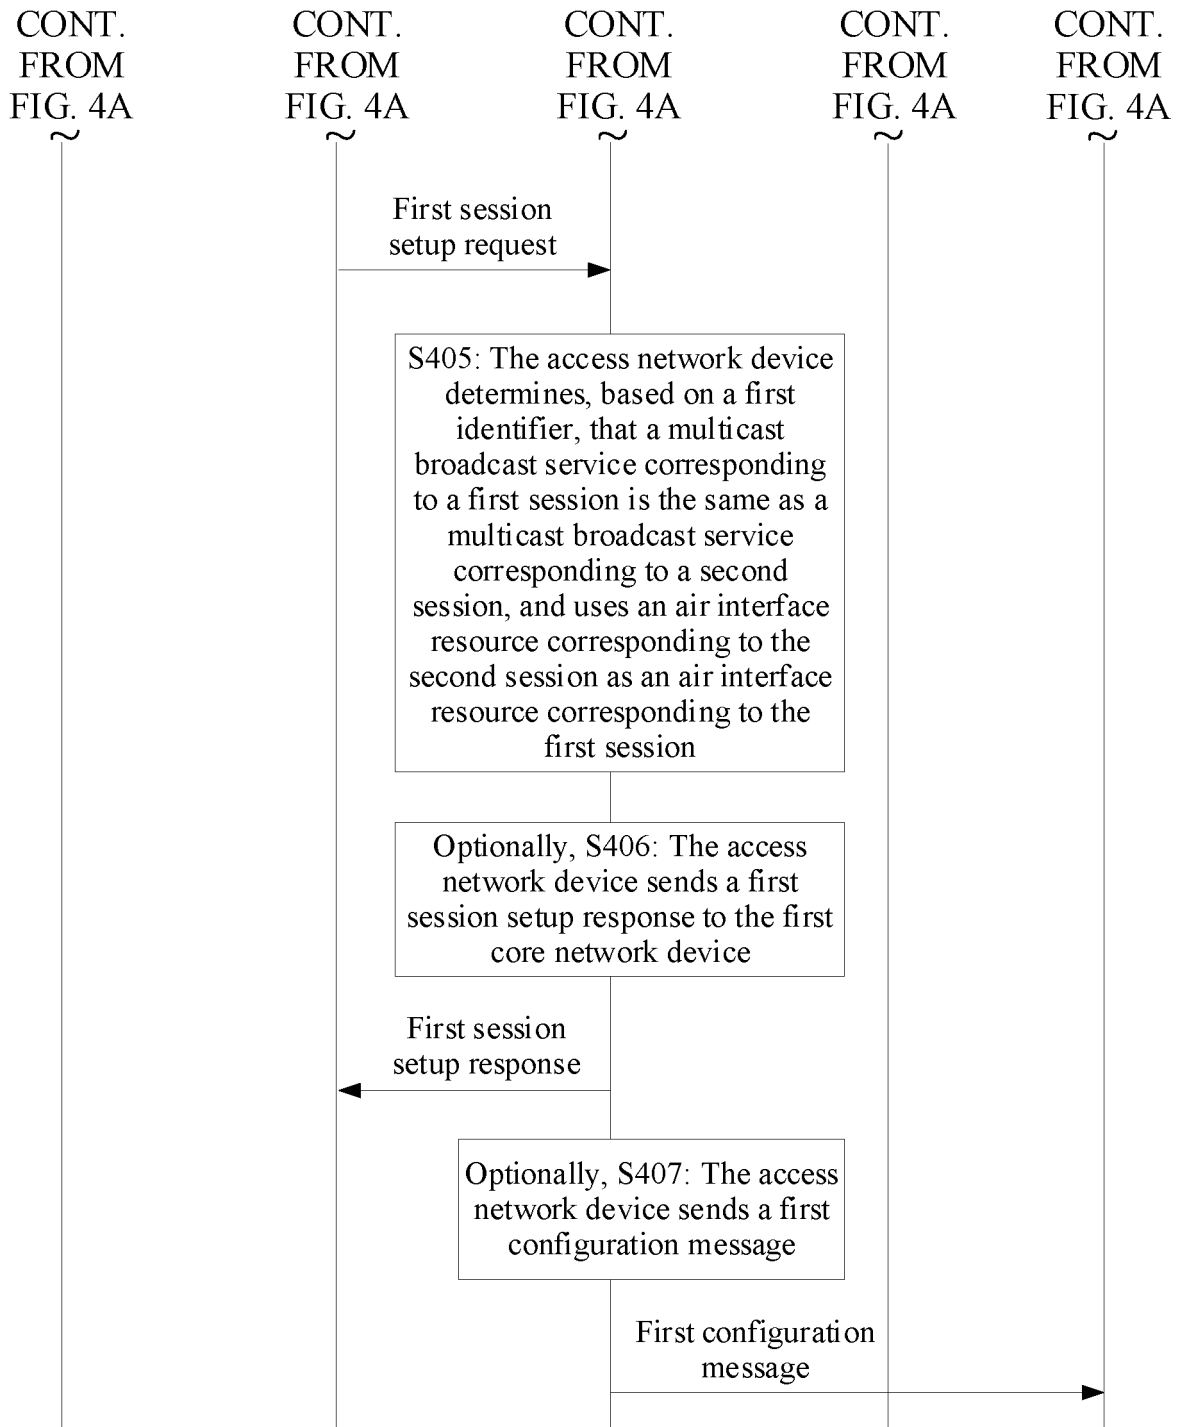 CONT.
FROM
FIG. 4A
CONT.
FROM
FIG. 4A
CONT.
FROM
FIG. 4A
CONT.
FROM
FIG. 4A
CONT.
FROM
FIG. 4A
First session
setup request
S405: The access network device
determines, based on a first
identifier, that a multicast
broadcast service corresponding
to a first session is the same as a
multicast broadcast service
corresponding to a second
session, and uses an air interface
resource corresponding to the
second session as an air interface
resource corresponding to the
first session
Optionally, S406: The access
network device sends a first
session setup response to the first
core network device
First session
setup response
Optionally, S407: The access
network device sends a first
configuration message
First configuration
message